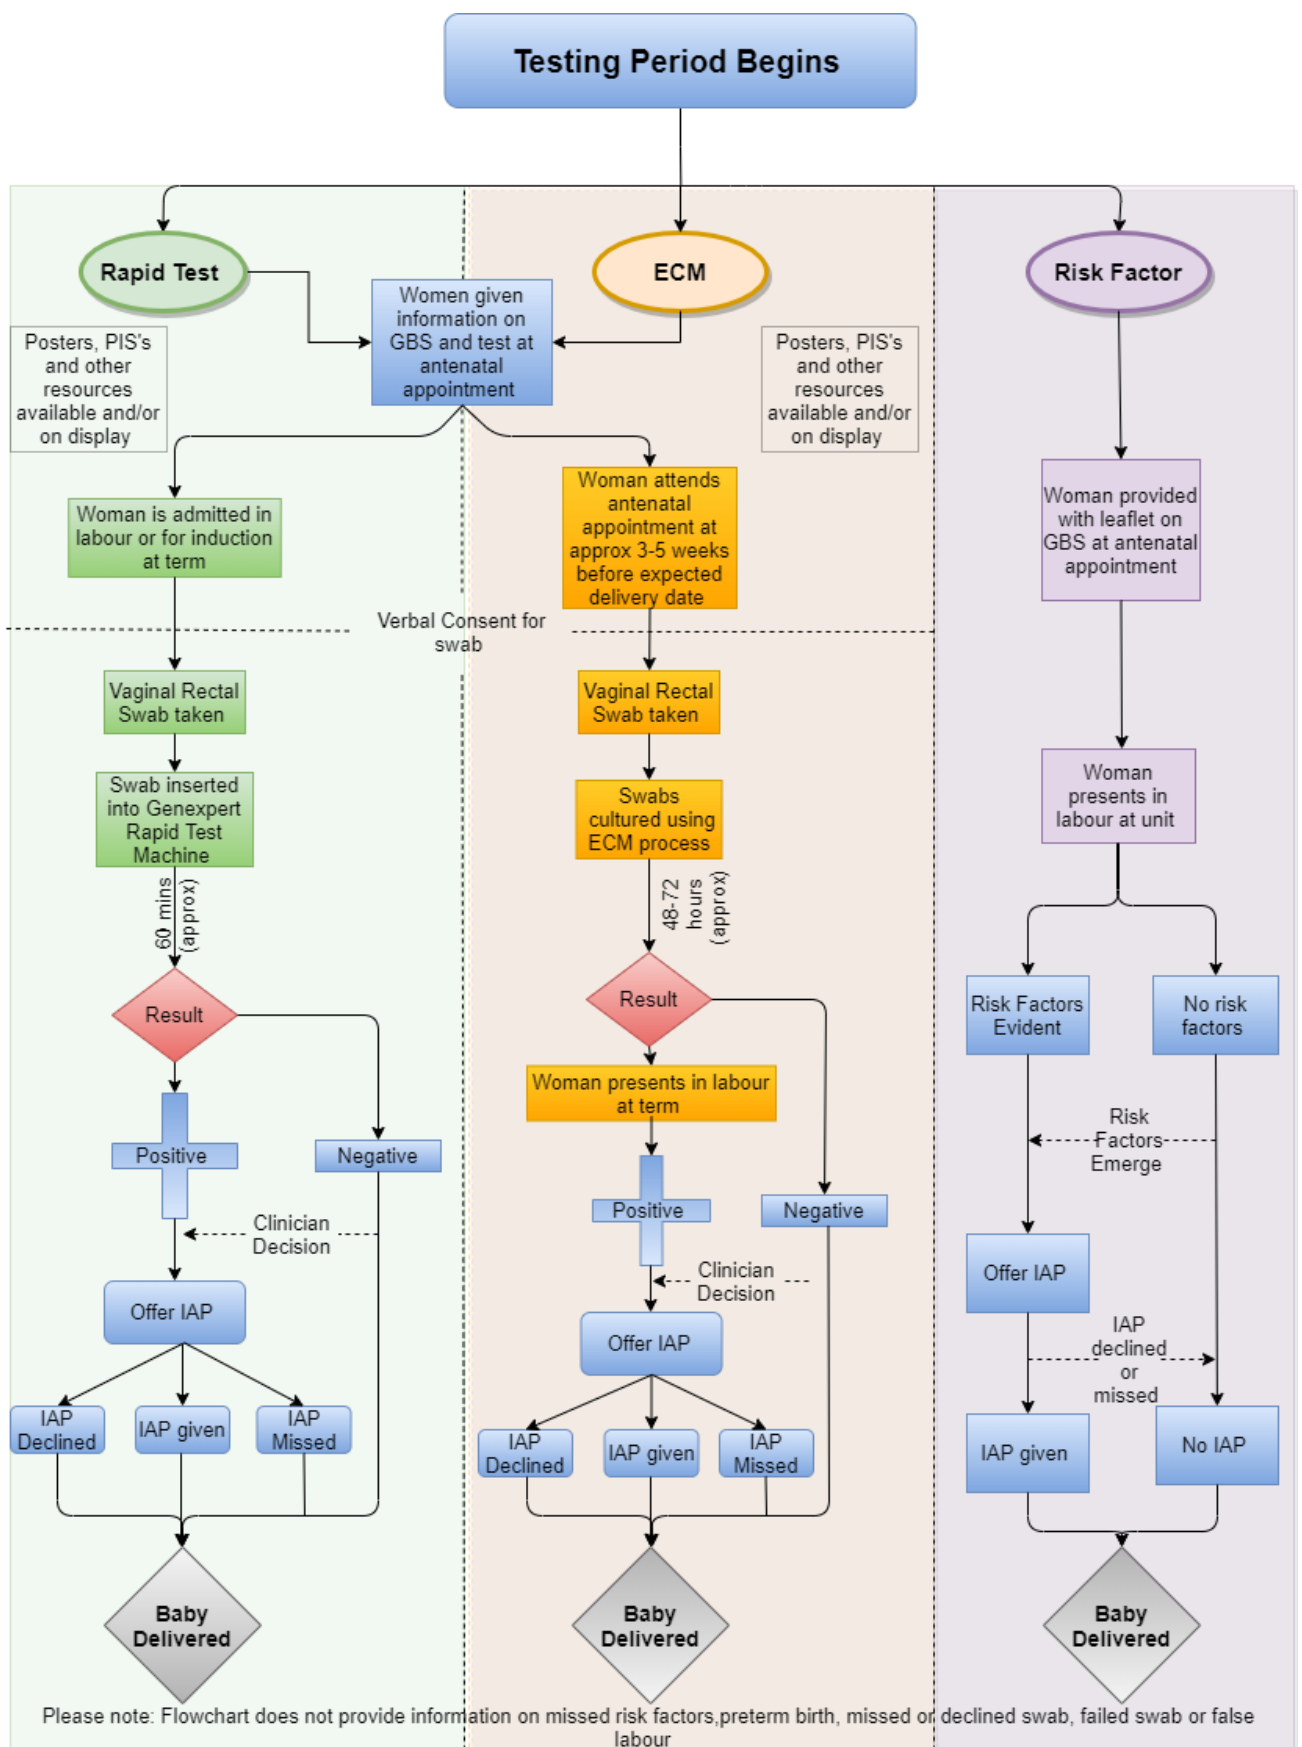 Testing Period Begins
Rapid Test
ECM
Risk Factor
Women given
information on
GBS and test at
antenatal
appointment
Posters, PIS's
and other
resources
available and/or
on display
Posters, PIS's
and other
resources
available and/or
on display
Woman is admitted in
labour or for induction
at term
Woman attends
antenatal
appointment at
approx 3-5 weeks
before expected
delivery date
Woman provided
with leaflet on
GBS at antenatal
appointment
Verbal Consent for
swab
Vaginal Rectal
Swab taken
Vaginal Rectal
Swab taken
Woman
presents in
labour at unit
Swab inserted
into Genexpert
Rapid Test
Machine
Swabs
cultured using
ECM process
60 mins
(approx)
48-72
hours
(approx)
Result
Result
Risk Factors
Evident
No risk
factors
Woman presents in labour
at term
Risk
Factors
Emerge
Positive
Negative
Positive
Negative
Clinician
Decision
Clinician
Decision
Offer IAP
Offer IAP
Offer IAP
IAP
declined
or
missed
IAP
Declined
IAP given
IAP
Missed
IAP
Declined
IAP given
IAP
Missed
IAP given
No IAP
Baby
Delivered
Baby
Delivered
Baby
Delivered
Please note: Flowchart does not provide information on missed risk factors,preterm birth, missed or declined swab, failed swab or false
labour